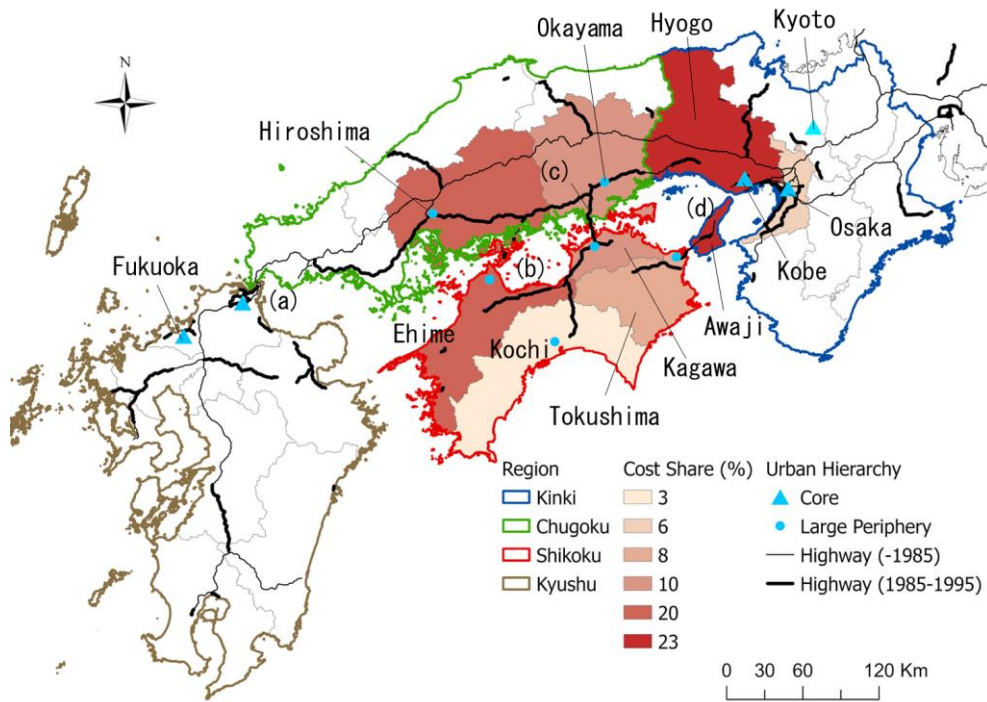 Kyoto
Hyogo
Okayama
N
Hiroshima
(c)
(d)
Osaka
Fukuoka
(b)
Kobe
(a)
Awaji
Ehime
Kochi
Kagawa
Tokushima
Region
Kinki
Chugoku
Shikoku
Kyushu
Cost Share (%)
3
6
8
10
20
23
Urban Hierarchy
Core
Large Periphery
Highway (-1985)
Highway (1985-1995)
0 30 60 120 Km